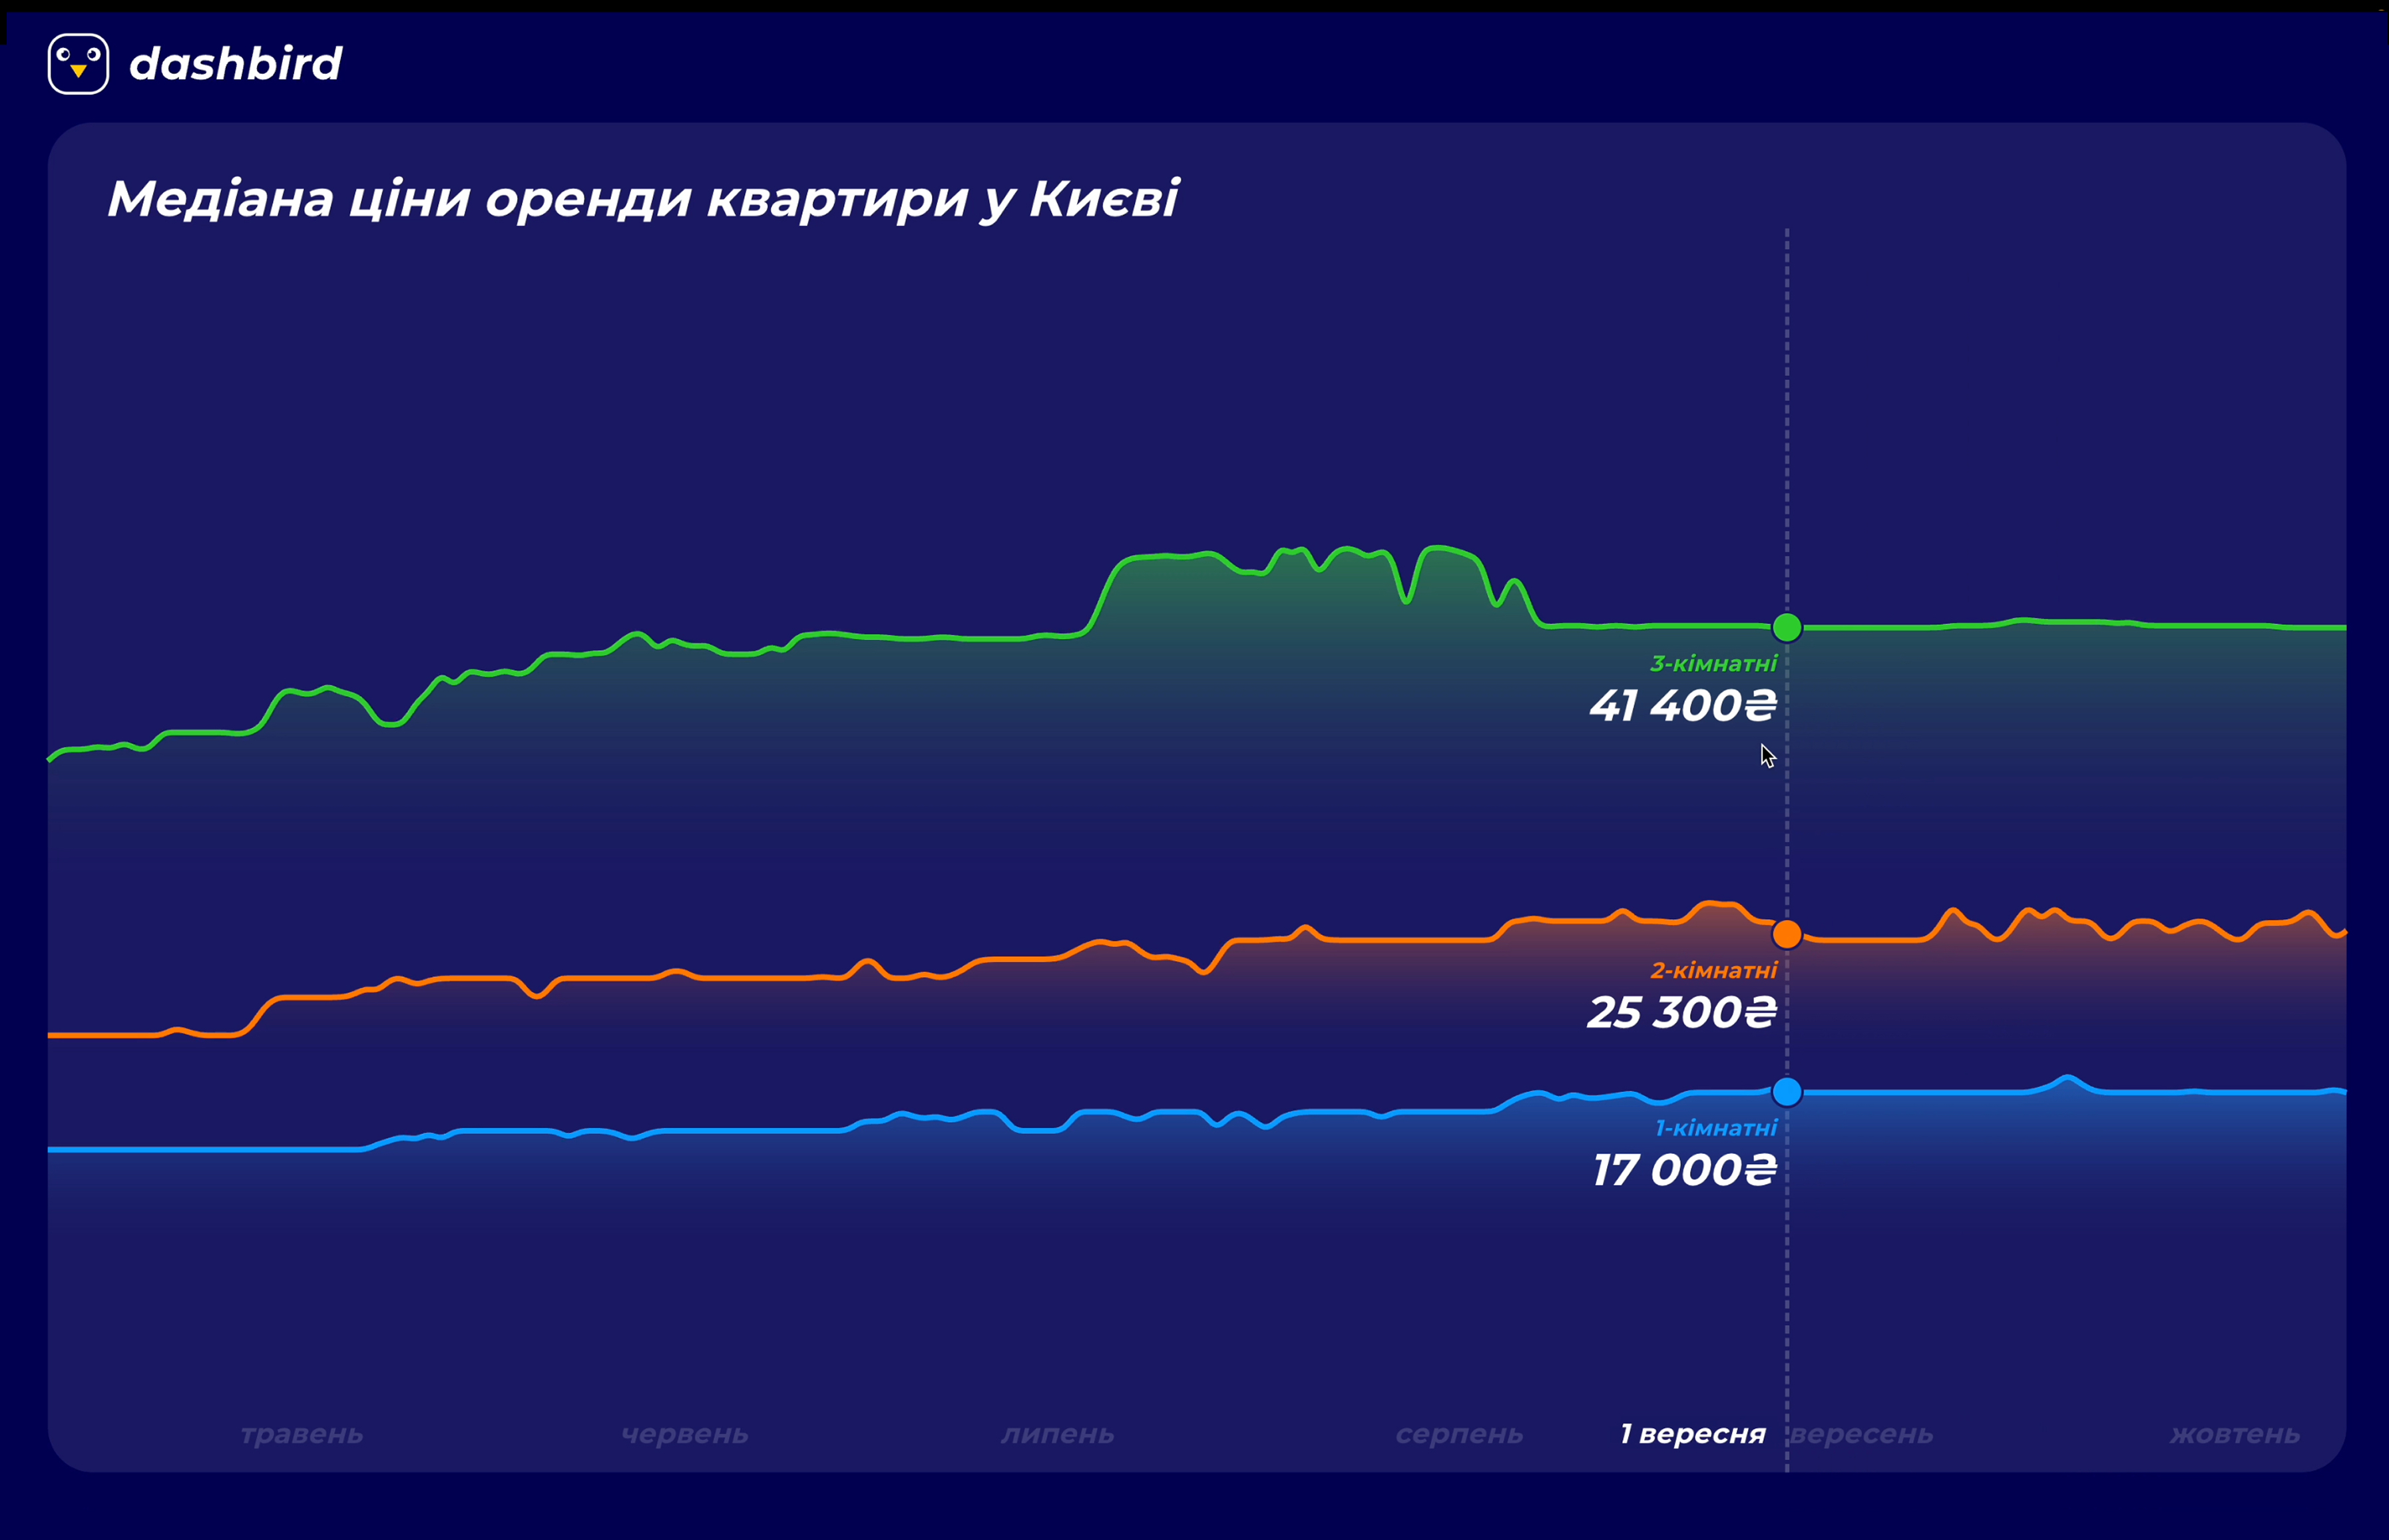 dashbird
Медіана ціни оренди квартири у Києві
3-кімнатні
41 400₴
2-кімнатні
25 300₴
1-кімнатні
17 000₴
травень червень липень серпень 1 вересня вересень жовтень